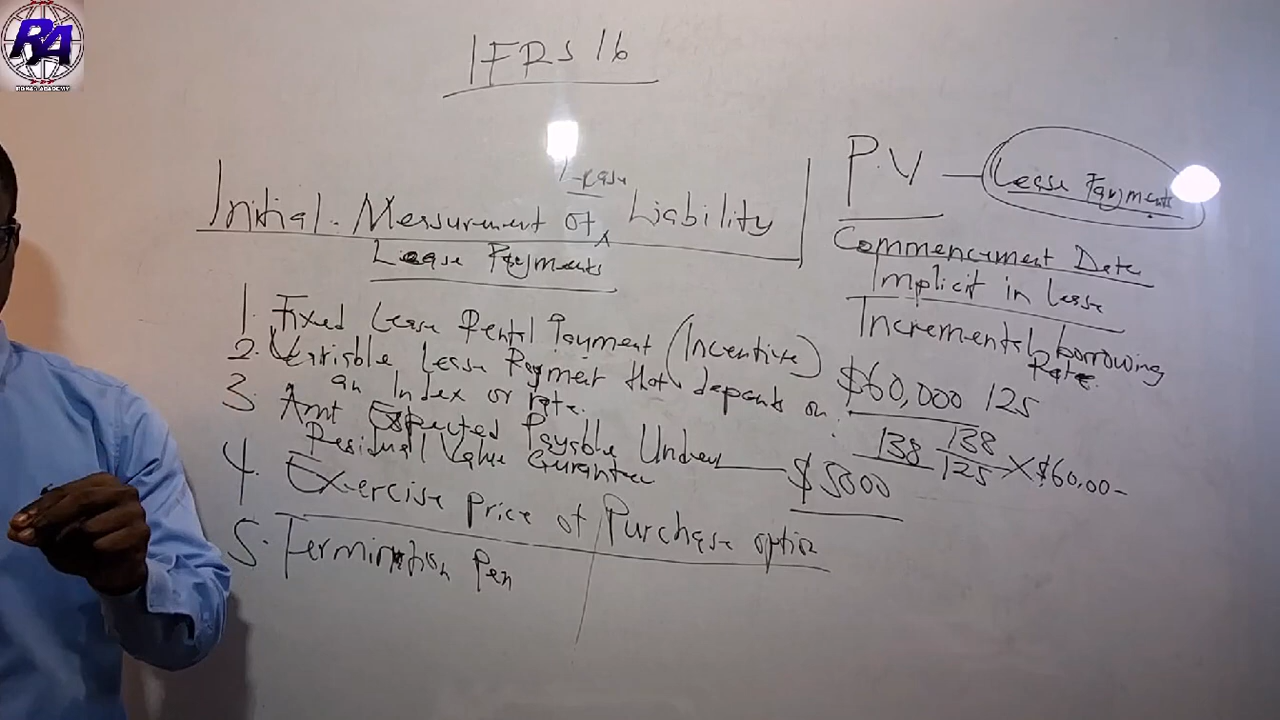 RA
IFRS 16
Initial. Measurement of Lease Liability
Lease Payments
1. Fixed Lease Rental Payment (Incentive)
2. Variable Lease Payment that depends on
an Index or rate.
3. Amt Expected Payable Under
Residual Value Gurantee
$5000
4. Exercise Price of Purchase option
5. Termination Pen
P.V — Lease Payments
Commencement Date
Implicit in lease
Incremental borrowing
Rate.
$60,000 125
138 138
125 × $60,00-